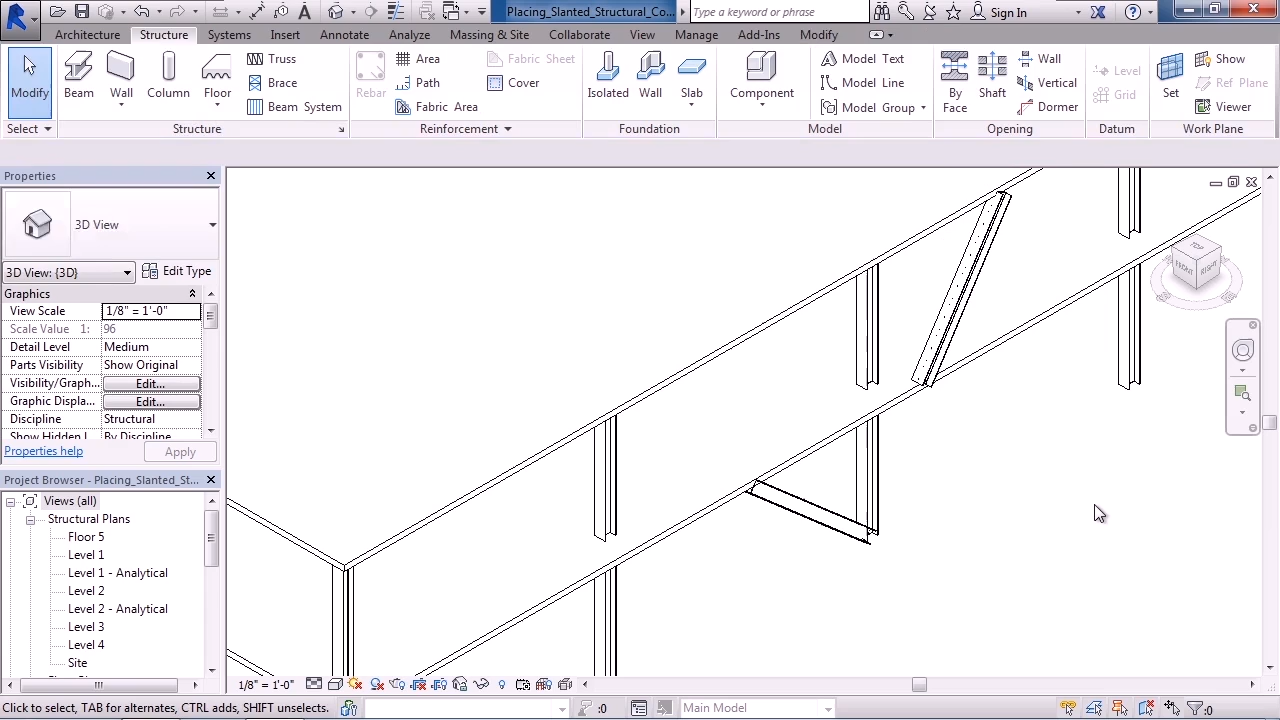 Placing_Slanted_Structural_Co...
Type a keyword or phrase
Sign In
Architecture Structure Systems Insert Annotate Analyze Massing & Site Collaborate View Manage Add-Ins Modify
Modify
Beam
Wall
Column
Floor
Truss
Brace
Beam System
Rebar
Area
Path
Fabric Area
Fabric Sheet
Cover
Isolated
Wall
Slab
Component
Model Text
Model Line
Model Group
By
Face
Shaft
Wall
Vertical
Dormer
Level
Grid
Set
Show
Ref Plane
Viewer
Select
Structure
Reinforcement
Foundation
Model
Opening
Datum
Work Plane
Properties
3D View
3D View: {3D}
Edit Type
Graphics
View Scale 1/8" = 1'-0"
Scale Value 1: 96
Detail Level Medium
Parts Visibility Show Original
Visibility/Graph... Edit...
Graphic Displa... Edit...
Discipline Structural
Show Hidden L By Discipline
Properties help Apply
Project Browser - Placing_Slanted_St...
Views (all)
Structural Plans
Floor 5
Level 1
Level 1 - Analytical
Level 2
Level 2 - Analytical
Level 3
Level 4
Site
TOP
FRONT
RIGHT
1/8" = 1'-0"
Click to select, TAB for alternates, CTRL adds, SHIFT unselects.
:0
Main Model
:0